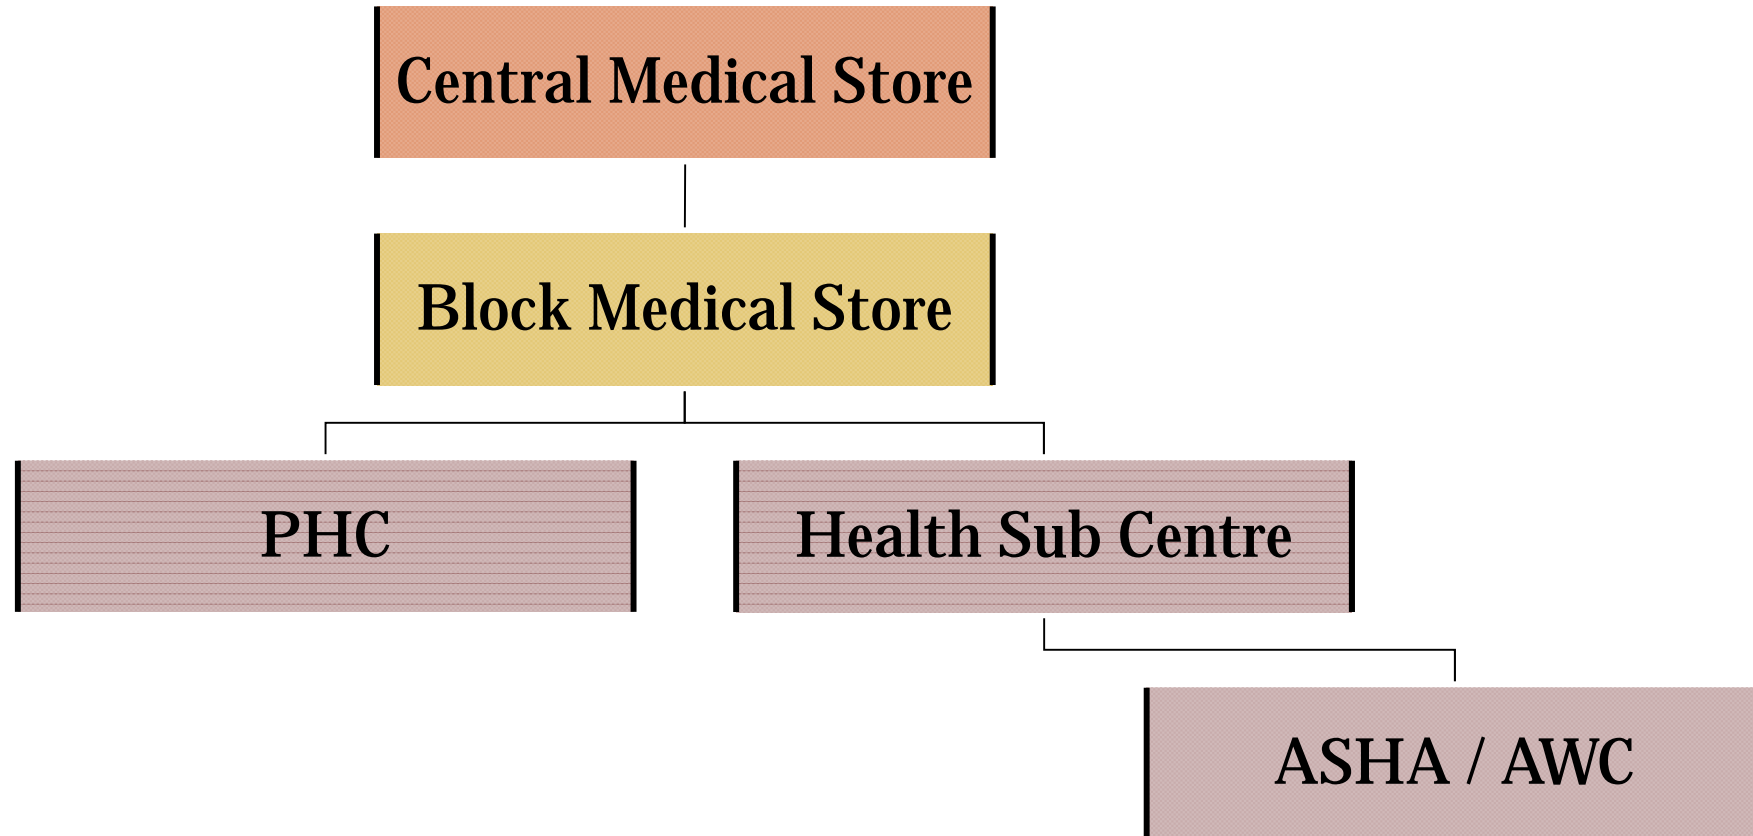 Central Medical Store
Block Medical Store
PHC
Health Sub Centre
ASHA / AWC